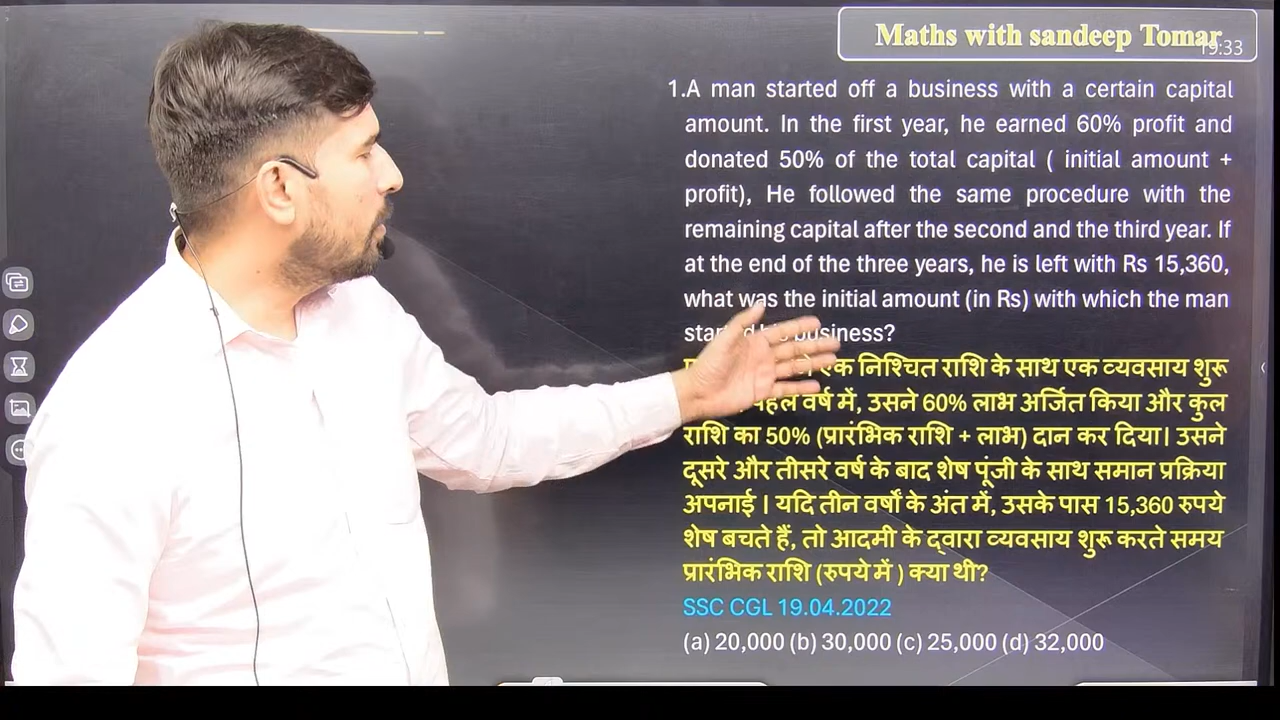 Maths with sandeep Tomar
19:33
1.A man started off a business with a certain capital
amount. In the first year, he earned 60% profit and
donated 50% of the total capital ( initial amount +
profit), He followed the same procedure with the
remaining capital after the second and the third year. If
at the end of the three years, he is left with Rs 15,360,
what was the initial amount (in Rs) with which the man
business?
एक निश्चित राशि के साथ एक व्यवसाय शुरू
पहले वर्ष में, उसने 60% लाभ अर्जित किया और कुल
राशि का 50% (प्रारंभिक राशि + लाभ) दान कर दिया। उसने
दूसरे और तीसरे वर्ष के बाद शेष पूंजी के साथ समान प्रक्रिया
अपनाई । यदि तीन वर्षों के अंत में, उसके पास 15,360 रुपये
शेष बचते हैं, तो आदमी के द्वारा व्यवसाय शुरू करते समय
प्रारंभिक राशि (रुपये में ) क्या थी?
SSC CGL 19.04.2022
(a) 20,000 (b) 30,000 (c) 25,000 (d) 32,000